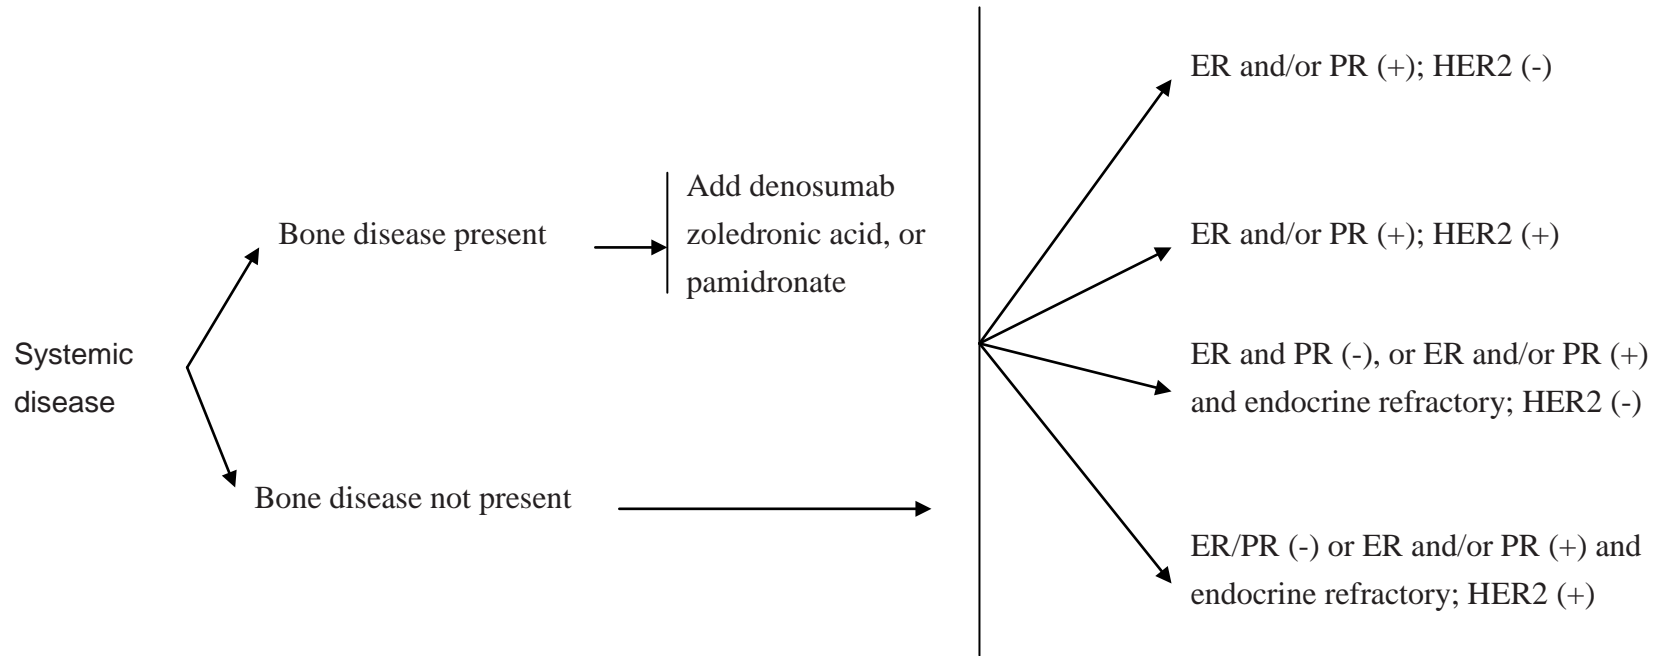 ER and/or PR (+); HER2 (-)
Add denosumab
zoledronic acid, or
pamidronate
Bone disease present
ER and/or PR (+); HER2 (+)
Systemic
disease
ER and PR (-), or ER and/or PR (+)
and endocrine refractory; HER2 (-)
Bone disease not present
ER/PR (-) or ER and/or PR (+) and
endocrine refractory; HER2 (+)